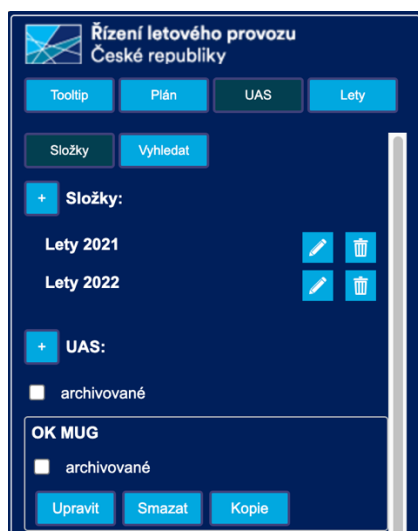 Řízení letového provozu
České republiky
Tooltip Plán UAS Lety
Složky Vyhledat
+ Složky:
Lety 2021
Lety 2022
+ UAS:
archivované
OK MUG
archivované
Upravit Smazat Kopie